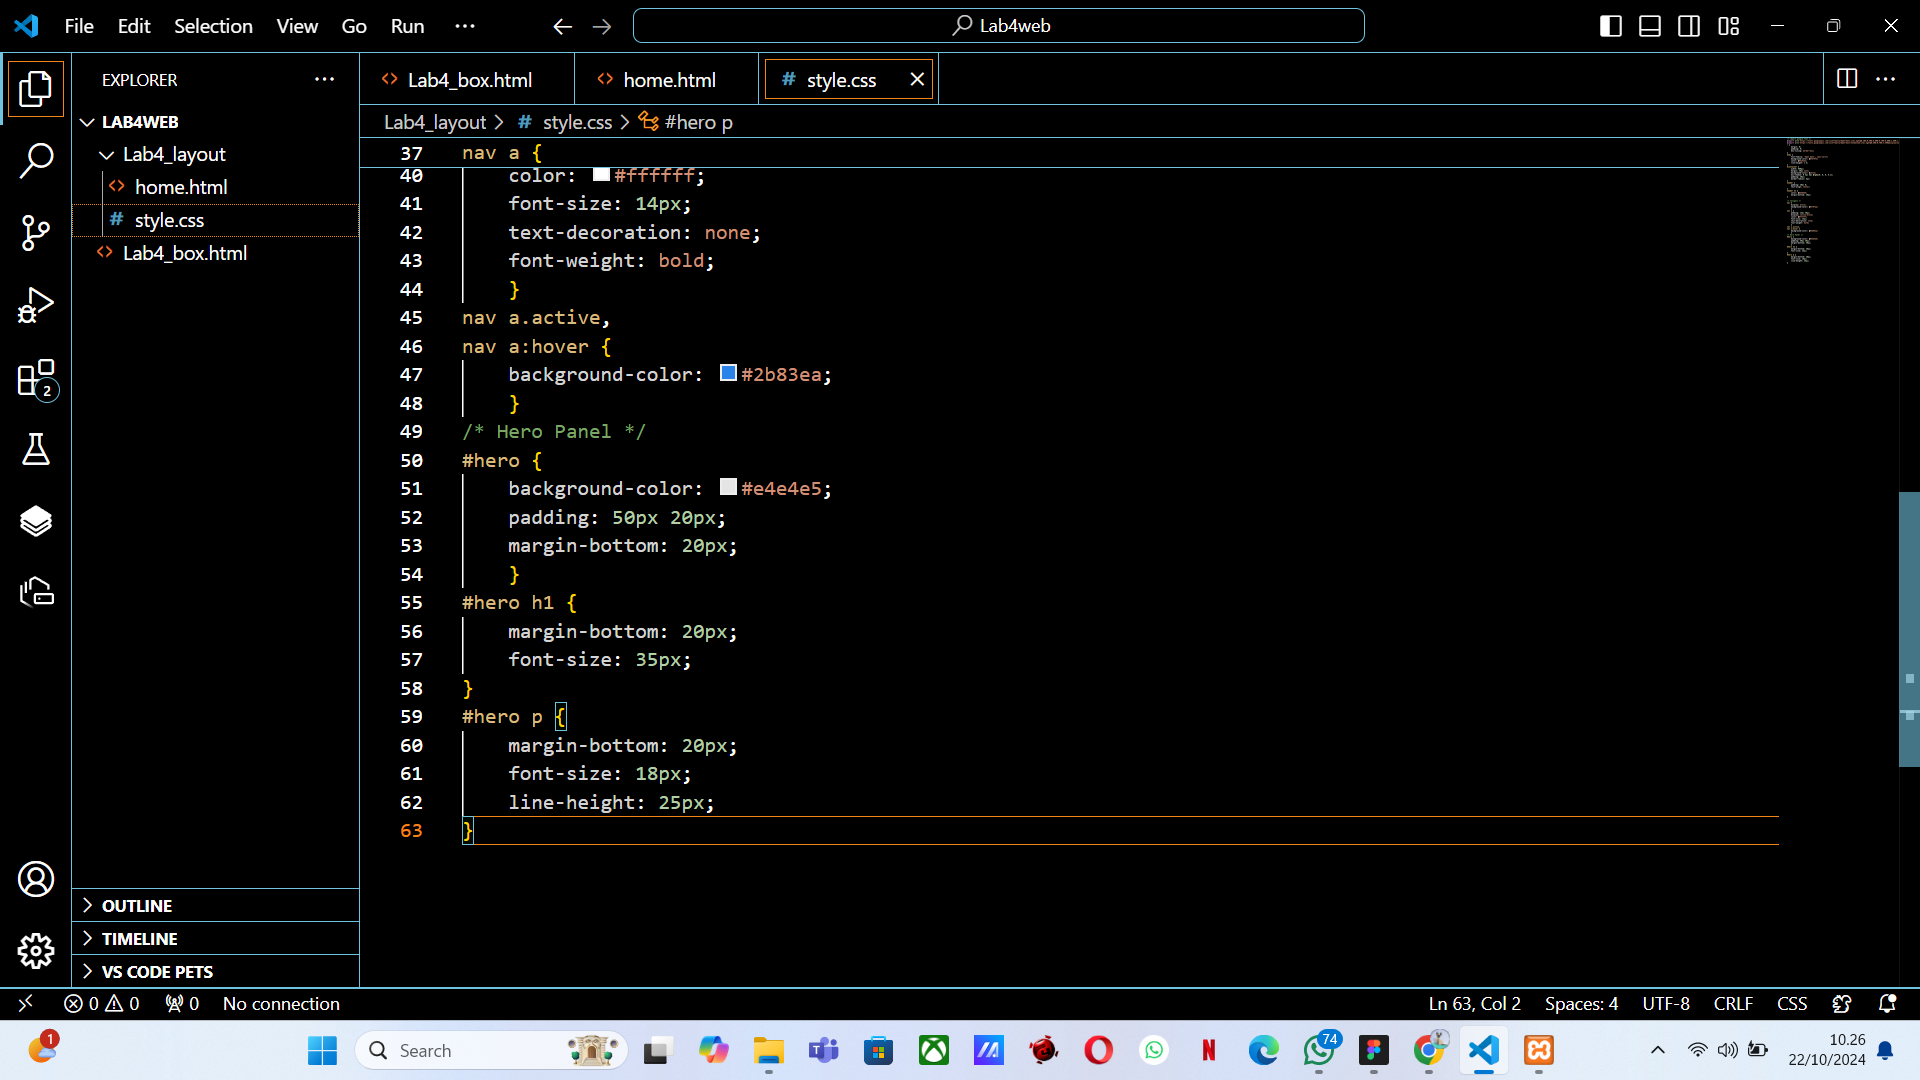 File Edit Selection View Go Run ···
Lab4web
EXPLORER
LAB4WEB
Lab4_layout
home.html
style.css
Lab4_box.html
OUTLINE
TIMELINE
VS CODE PETS
Lab4_box.html
home.html
# style.css
Lab4_layout > # style.css > #hero p
37 nav a {
40 color: #ffffff;
41 font-size: 14px;
42 text-decoration: none;
43 font-weight: bold;
44 }
45 nav a.active,
46 nav a:hover {
47 background-color: #2b83ea;
48 }
49 /* Hero Panel */
50 #hero {
51 background-color: #e4e4e5;
52 padding: 50px 20px;
53 margin-bottom: 20px;
54 }
55 #hero h1 {
56 margin-bottom: 20px;
57 font-size: 35px;
58 }
59 #hero p {
60 margin-bottom: 20px;
61 font-size: 18px;
62 line-height: 25px;
63 }
2
0 0 0 No connection
Ln 63, Col 2 Spaces: 4 UTF-8 CRLF CSS
1
Search
74
10.26
22/10/2024